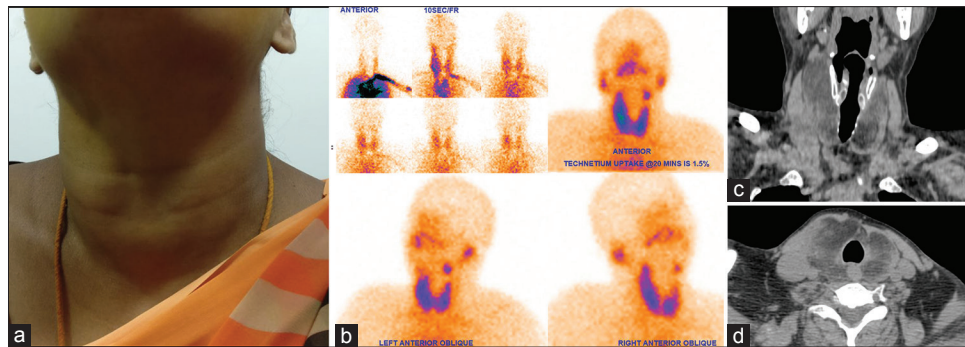 ANTERIOR
10SEC/FR
ANTERIOR
TECHNETIUM UPTAKE @20 MINS IS 1.5%
LEFT ANTERIOR OBLIQUE
RIGHT ANTERIOR OBLIQUE
a
b
c
d